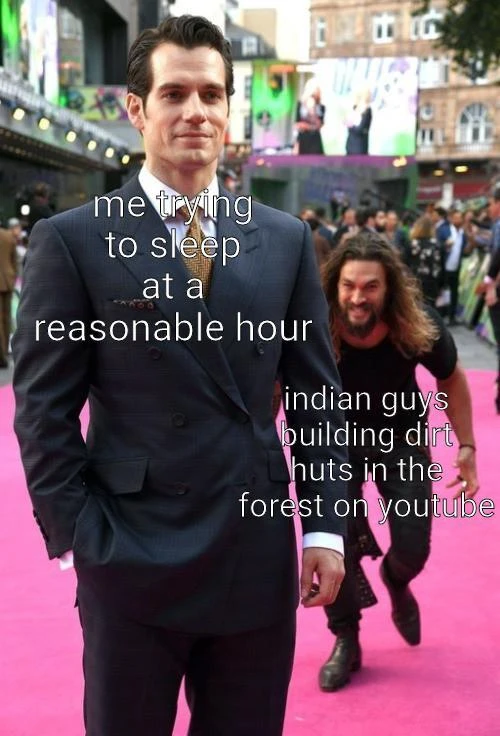 me trying
to sleep
at a
reasonable hour
indian guys
building dirt
huts in the
forest on youtube